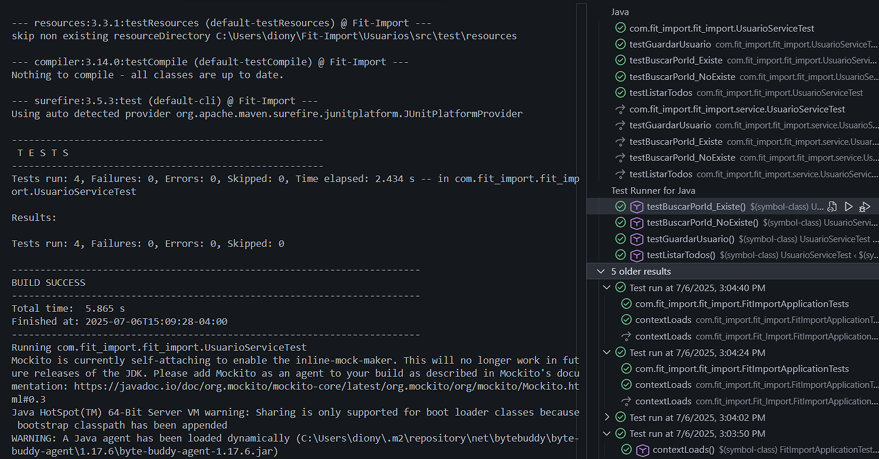 --- resources:3.3.1:testResources (default-testResources) @ Fit-Import ---
skip non existing resourceDirectory C:\Users\diony\Fit-Import\Usuarios\src\test\resources
--- compiler:3.14.0:testCompile (default-testCompile) @ Fit-Import ---
Nothing to compile - all classes are up to date.
--- surefire:3.5.3:test (default-cli) @ Fit-Import ---
Using auto detected provider org.apache.maven.surefire.junitplatform.JUnitPlatformProvider
-------------------------------------------------------
T E S T S
-------------------------------------------------------
Tests run: 4, Failures: 0, Errors: 0, Skipped: 0, Time elapsed: 2.434 s -- in com.fit_import.fit_imp
ort.UsuarioServiceTest
Results:
Tests run: 4, Failures: 0, Errors: 0, Skipped: 0
------------------------------------------------------------------------
BUILD SUCCESS
------------------------------------------------------------------------
Total time:  5.865 s
Finished at: 2025-07-06T15:09:28-04:00
------------------------------------------------------------------------
Running com.fit_import.fit_import.UsuarioServiceTest
Mockito is currently self-attaching to enable the inline-mock-maker. This will no longer work in fut
ure releases of the JDK. Please add Mockito as an agent to your build as described in Mockito's docu
mentation: https://javadoc.io/doc/org.mockito/mockito-core/latest/org.mockito/org/mockito/Mockito.ht
ml#0.3
Java HotSpot(TM) 64-Bit Server VM warning: Sharing is only supported for boot loader classes because
bootstrap classpath has been appended
WARNING: A Java agent has been loaded dynamically (C:\Users\diony\.m2\repository\net\bytebuddy\byte-
buddy-agent\1.17.6\byte-buddy-agent-1.17.6.jar)
Java
com.fit_import.fit_import.UsuarioServiceTest
testGuardarUsuario com.fit_import.fit_import.UsuarioServiceT...
testBuscarPorId_Existe com.fit_import.fit_import.UsuarioServi...
testBuscarPorId_NoExiste com.fit_import.fit_import.UsuarioSe...
testListarTodos com.fit_import.fit_import.UsuarioServiceTest
com.fit_import.fit_import.service.UsuarioServiceTest
testGuardarUsuario com.fit_import.fit_import.service.UsuarioS...
testBuscarPorId_Existe com.fit_import.fit_import.service.Usuar...
testBuscarPorId_NoExiste com.fit_import.fit_import.service.Us...
testListarTodos com.fit_import.fit_import.service.UsuarioServic...
Test Runner for Java
testBuscarPorId_Existe() $(symbol-class) U...
testBuscarPorId_NoExiste() $(symbol-class) UsuarioServi...
testGuardarUsuario() $(symbol-class) UsuarioServiceTest ...
testListarTodos() $(symbol-class) UsuarioServiceTest < $(sy...
5 older results
Test run at 7/6/2025, 3:04:40 PM
com.fit_import.fit_import.FitImportApplicationTests
contextLoads com.fit_import.fit_import.FitImportApplicationT...
contextLoads com.fit_import.fit_import.FitImportApplication...
Test run at 7/6/2025, 3:04:24 PM
com.fit_import.fit_import.FitImportApplicationTests
contextLoads com.fit_import.fit_import.FitImportApplicationT...
contextLoads com.fit_import.fit_import.FitImportApplication...
Test run at 7/6/2025, 3:04:02 PM
Test run at 7/6/2025, 3:03:50 PM
contextLoads() $(symbol-class) FitImportApplicationTest...